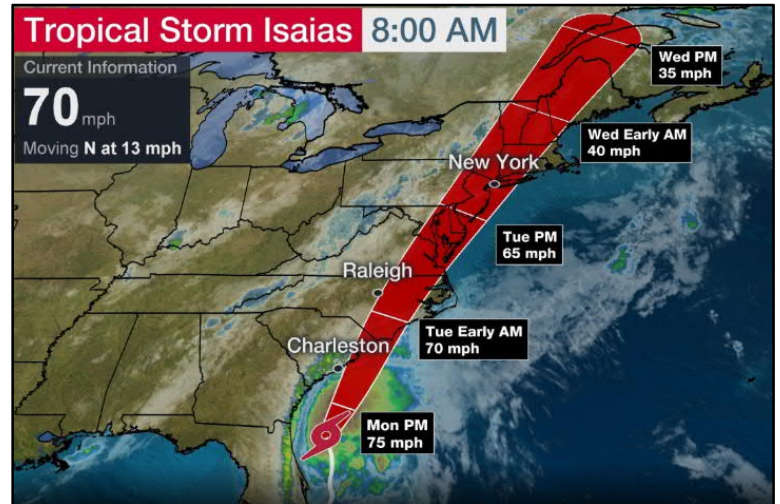 Tropical Storm Isaias 8:00 AM
Current Information
70 mph
Moving N at 13 mph
Wed PM
35 mph
Wed Early AM
40 mph
New York
Tue PM
65 mph
Raleigh
Tue Early AM
70 mph
Charleston
Mon PM
75 mph